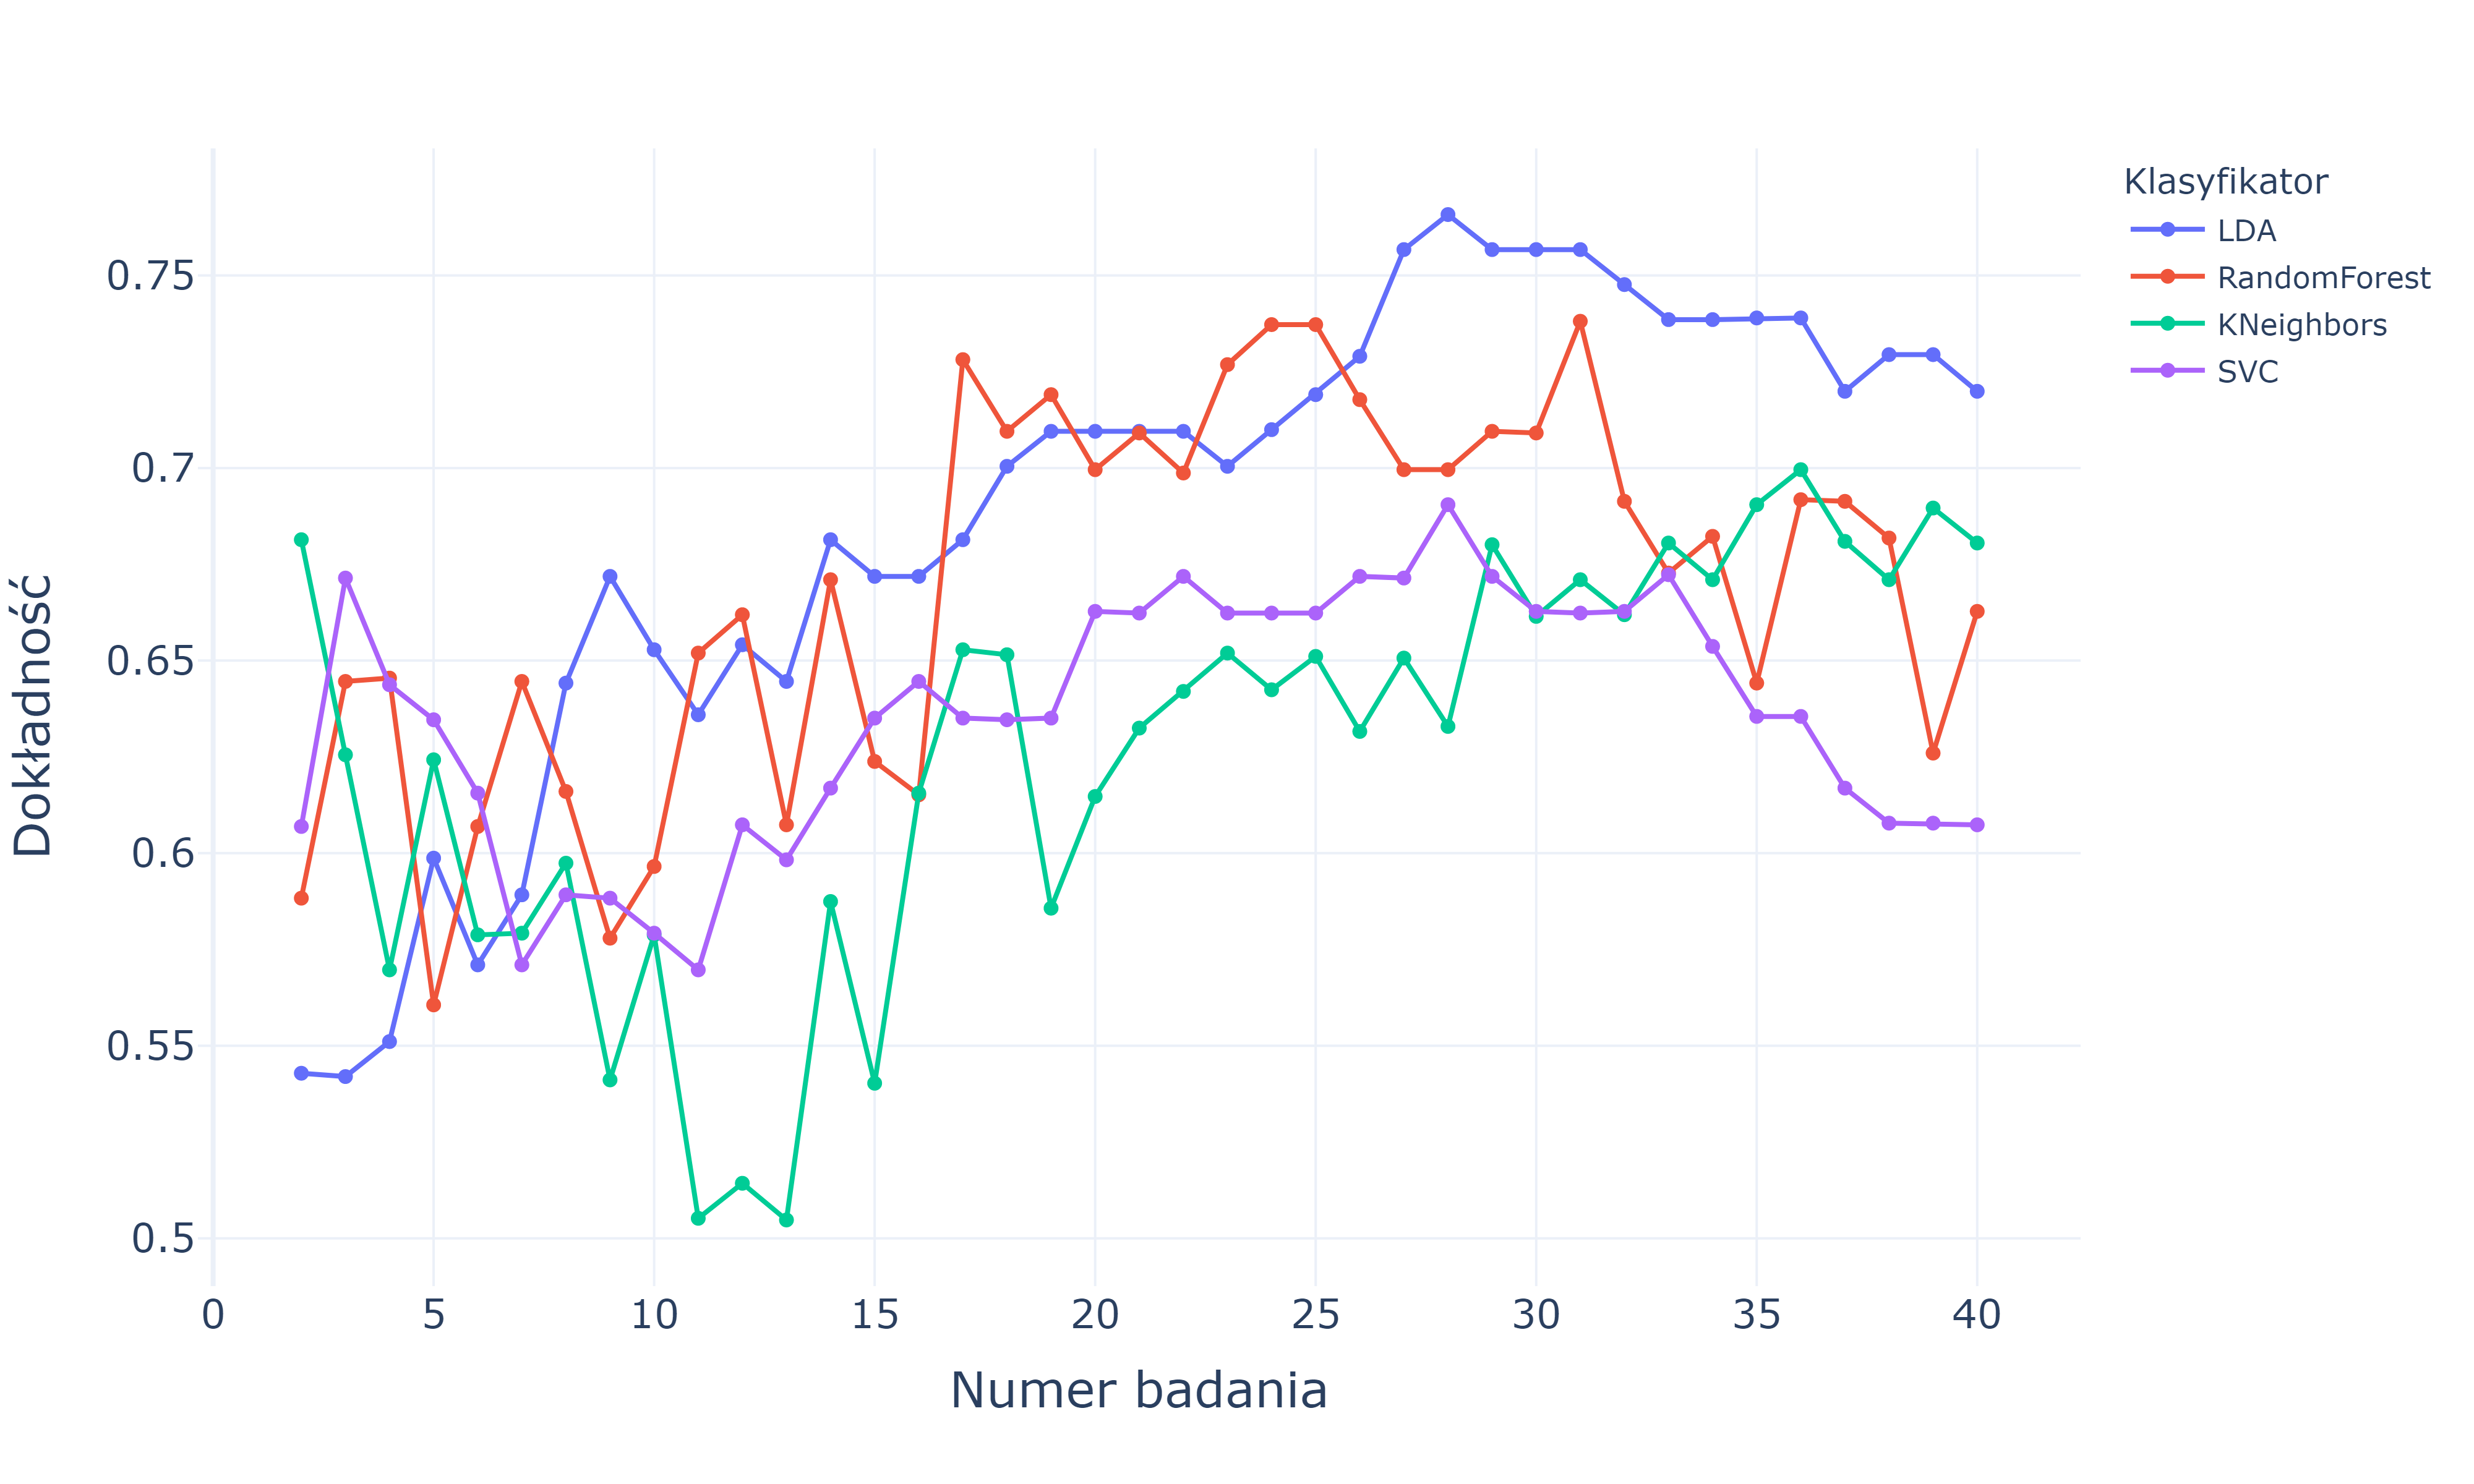 Klasyfikator
LDA
RandomForest
KNeighbors
SVC
Dokładność
0.75
0.7
0.65
0.6
0.55
0.5
0 5 10 15 20 25 30 35 40
Numer badania